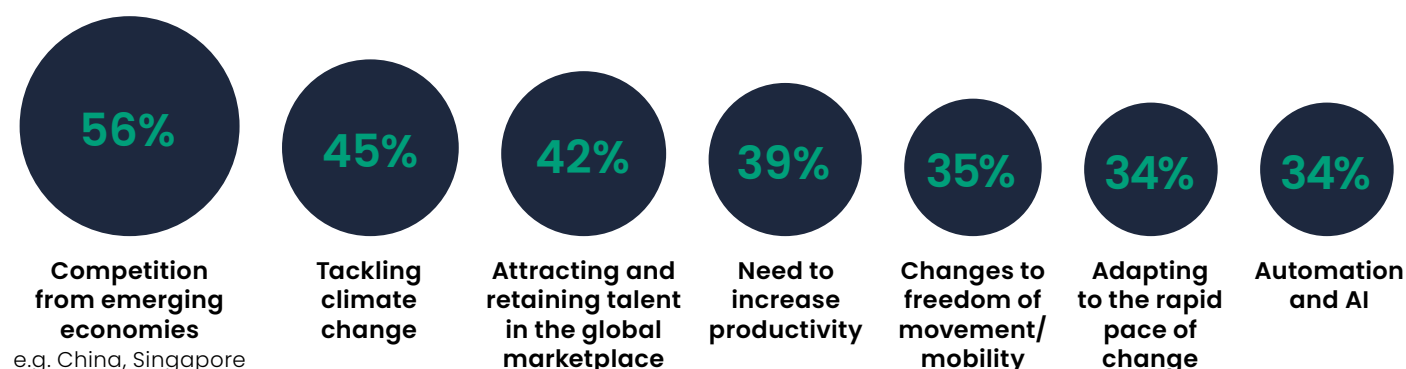 56%
45%
42%
39%
35%
34%
34%
Competition
from emerging
economies
e.g. China, Singapore
Tackling
climate
change
Attracting and
retaining talent
in the global
marketplace
Need to
increase
productivity
Changes to
freedom of
movement/
mobility
Adapting
to the rapid
pace of
change
Automation
and AI